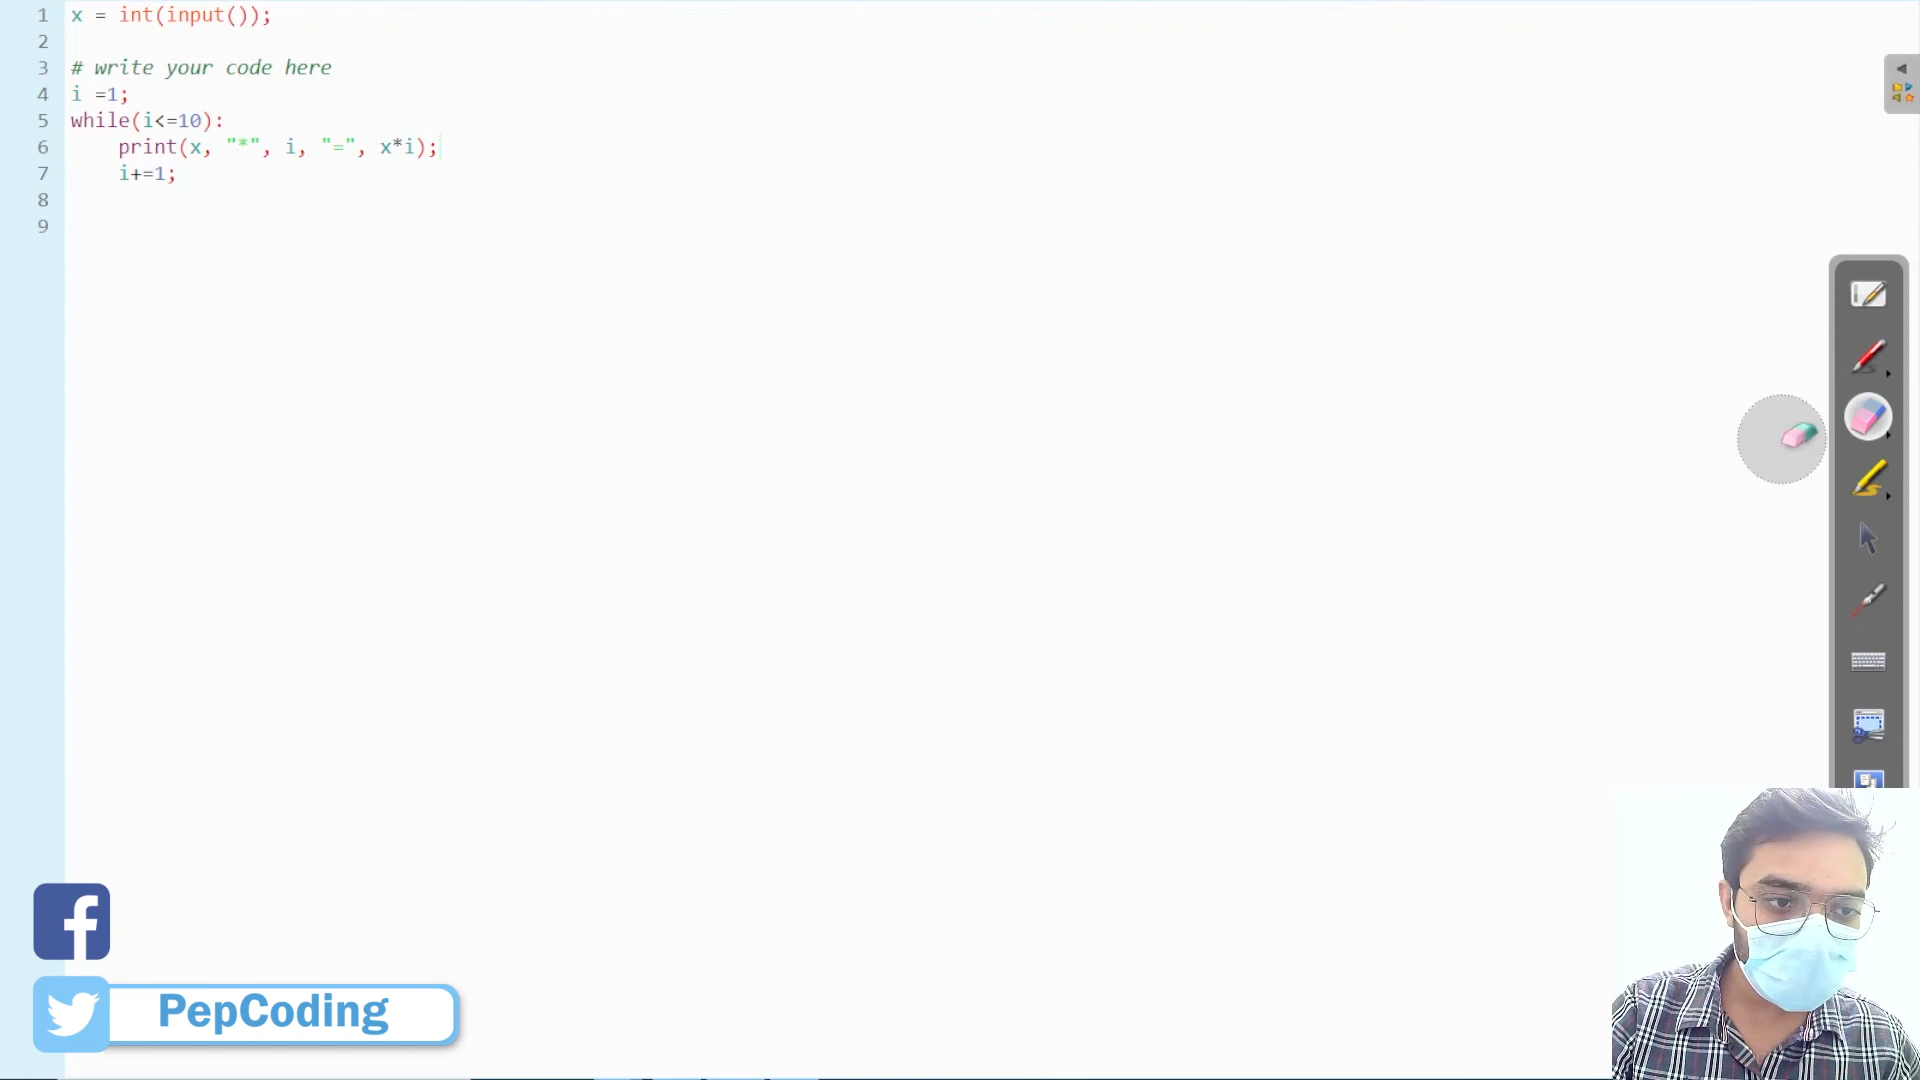 1 x = int(input());
2
3 # write your code here
4 i =1;
5 while(i<=10):
6     print(x, "*", i, "=", x*i);
7     i+=1;
8
9
f
PepCoding